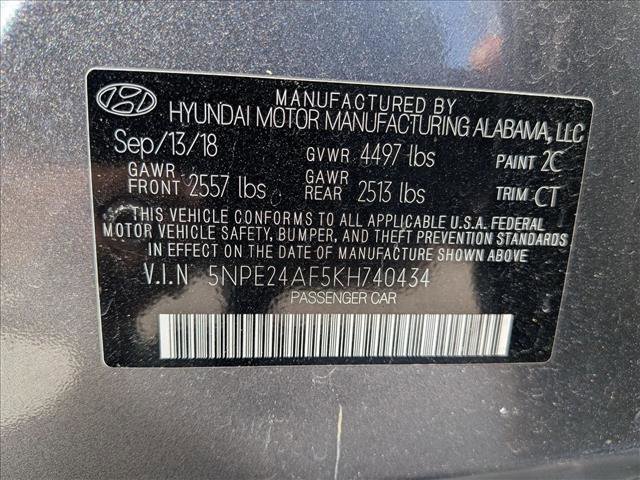 MANUFACTURED BY
HYUNDAI MOTOR MANUFACTURING ALABAMA, LLC
Sep/13/18 GVWR 4497 lbs PAINT 2C
GAWR FRONT 2557 lbs GAWR REAR 2513 lbs TRIM CT
THIS VEHICLE CONFORMS TO ALL APPLICABLE U.S.A. FEDERAL
MOTOR VEHICLE SAFETY, BUMPER, AND THEFT PREVENTION STANDARDS
IN EFFECT ON THE DATE OF MANUFACTURE SHOWN ABOVE
V.I.N 5NPE24AF5KH740434
PASSENGER CAR